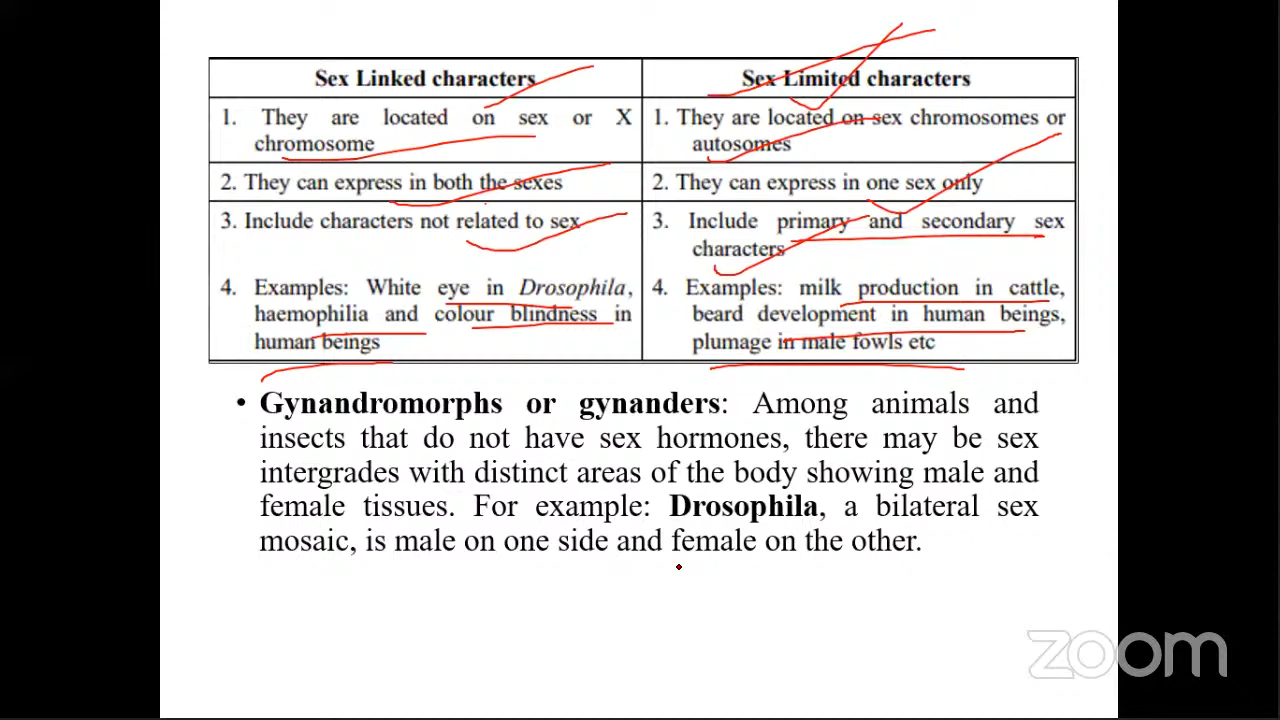 Sex Linked characters
Sex Limited characters
1. They are located on sex or X
chromosome
1. They are located on sex chromosomes or
autosomes
2. They can express in both the sexes
2. They can express in one sex only
3. Include characters not related to sex
3. Include primary and secondary sex
characters
4. Examples: White eye in Drosophila,
haemophilia and colour blindness in
human beings
4. Examples: milk production in cattle,
beard development in human beings,
plumage in male fowls etc
• Gynandromorphs or gynanders: Among animals and
insects that do not have sex hormones, there may be sex
intergrades with distinct areas of the body showing male and
female tissues. For example: Drosophila, a bilateral sex
mosaic, is male on one side and female on the other.
zoom